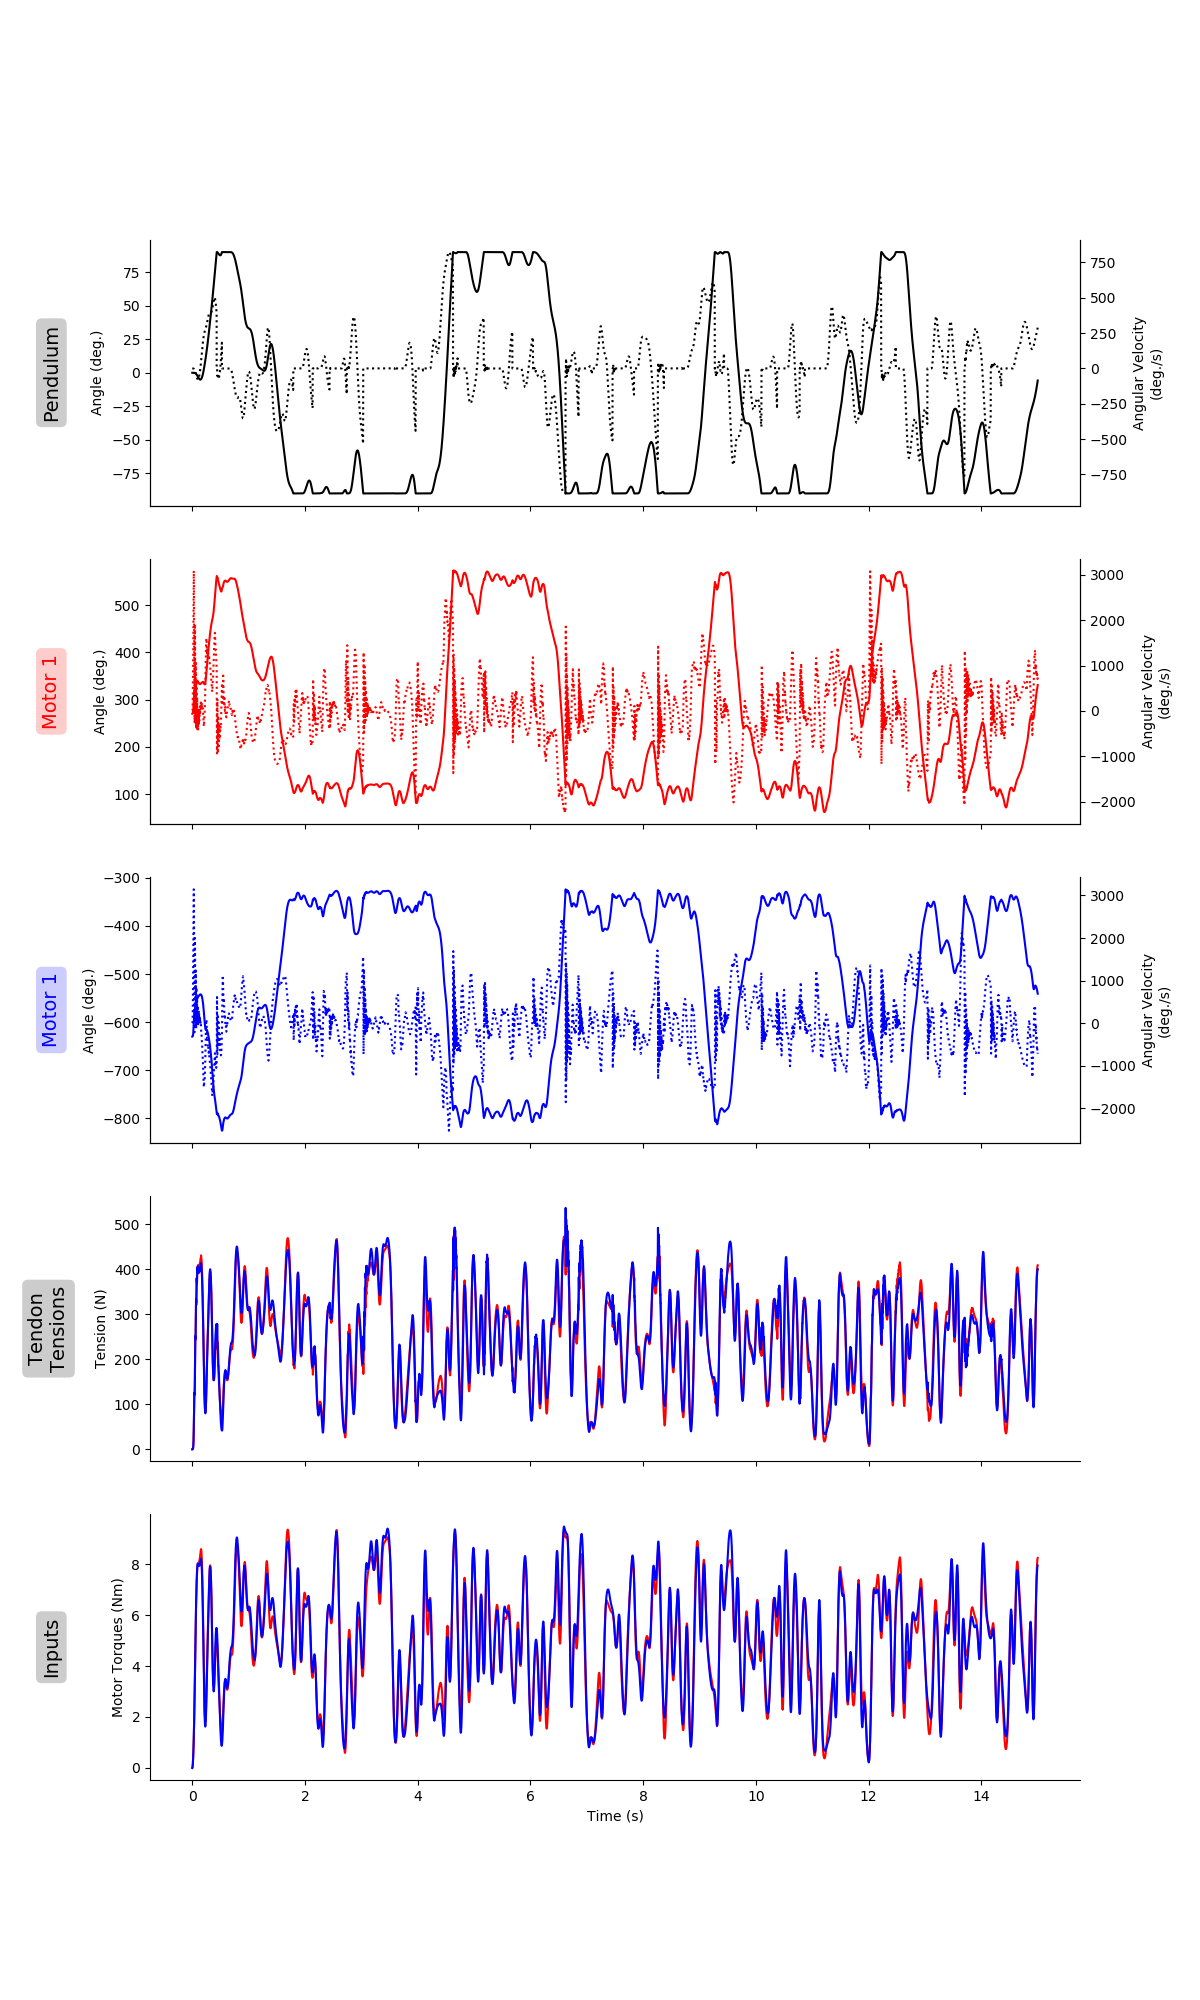 Pendulum
Angle (deg.)
75
50
25
0
−25
−50
−75
750
500
250
0
−250
−500
−750
Angular Velocity
(deg./s)
Motor 1
Angle (deg.)
500
400
300
200
100
3000
2000
1000
0
−1000
−2000
Angular Velocity
(deg./s)
Motor 1
Angle (deg.)
−300
−400
−500
−600
−700
−800
3000
2000
1000
0
−1000
−2000
Angular Velocity
(deg./s)
Tendon
Tensions
Tension (N)
500
400
300
200
100
0
Inputs
Motor Torques (Nm)
8
6
4
2
0
0 2 4 6 8 10 12 14
Time (s)